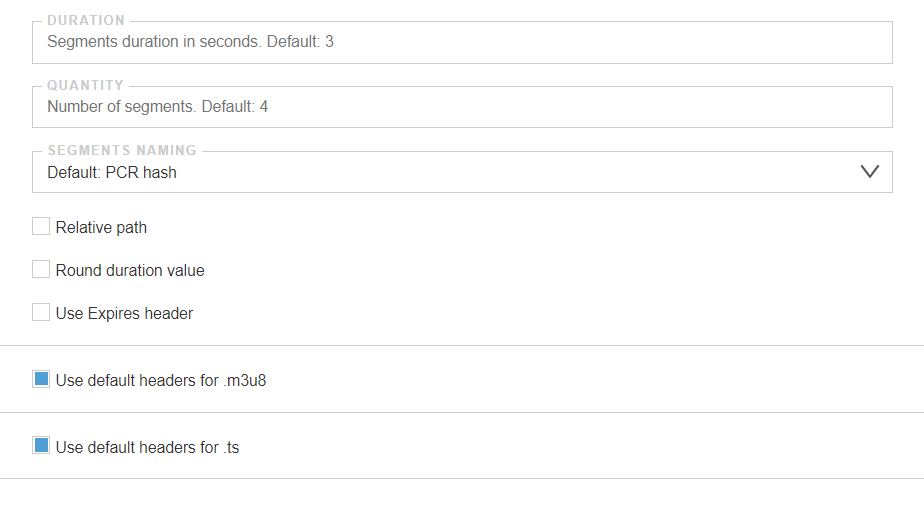 DURATION
Segments duration in seconds. Default: 3
QUANTITY
Number of segments. Default: 4
SEGMENTS NAMING
Default: PCR hash
Relative path
Round duration value
Use Expires header
Use default headers for .m3u8
Use default headers for .ts